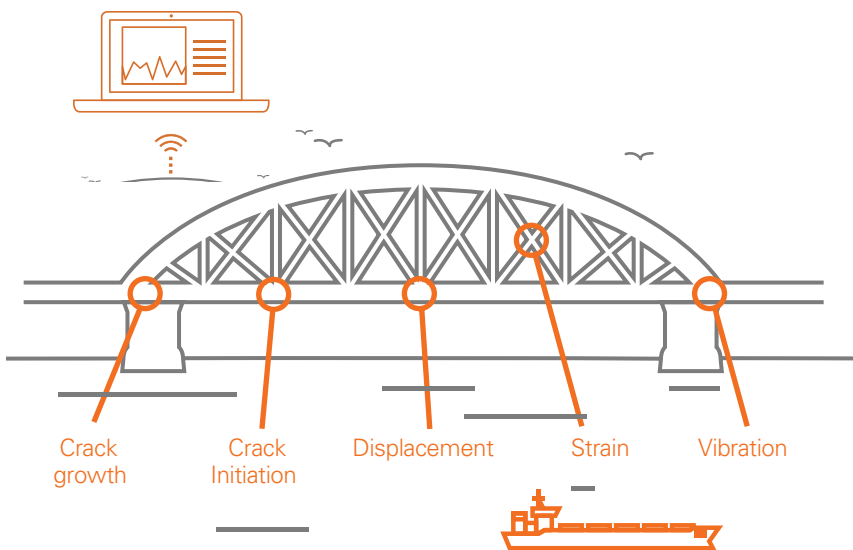 Crack
growth
Crack
Initiation
Displacement
Strain
Vibration